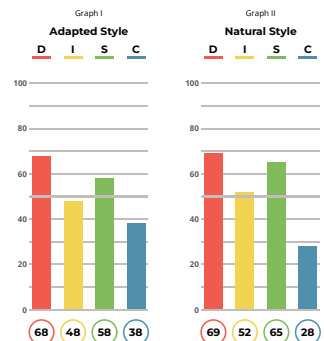 Graph I
Adapted Style
D I S C
100
80
60
40
20
0
68 48 58 38
Graph II
Natural Style
D I S C
100
80
60
40
20
0
69 52 65 28